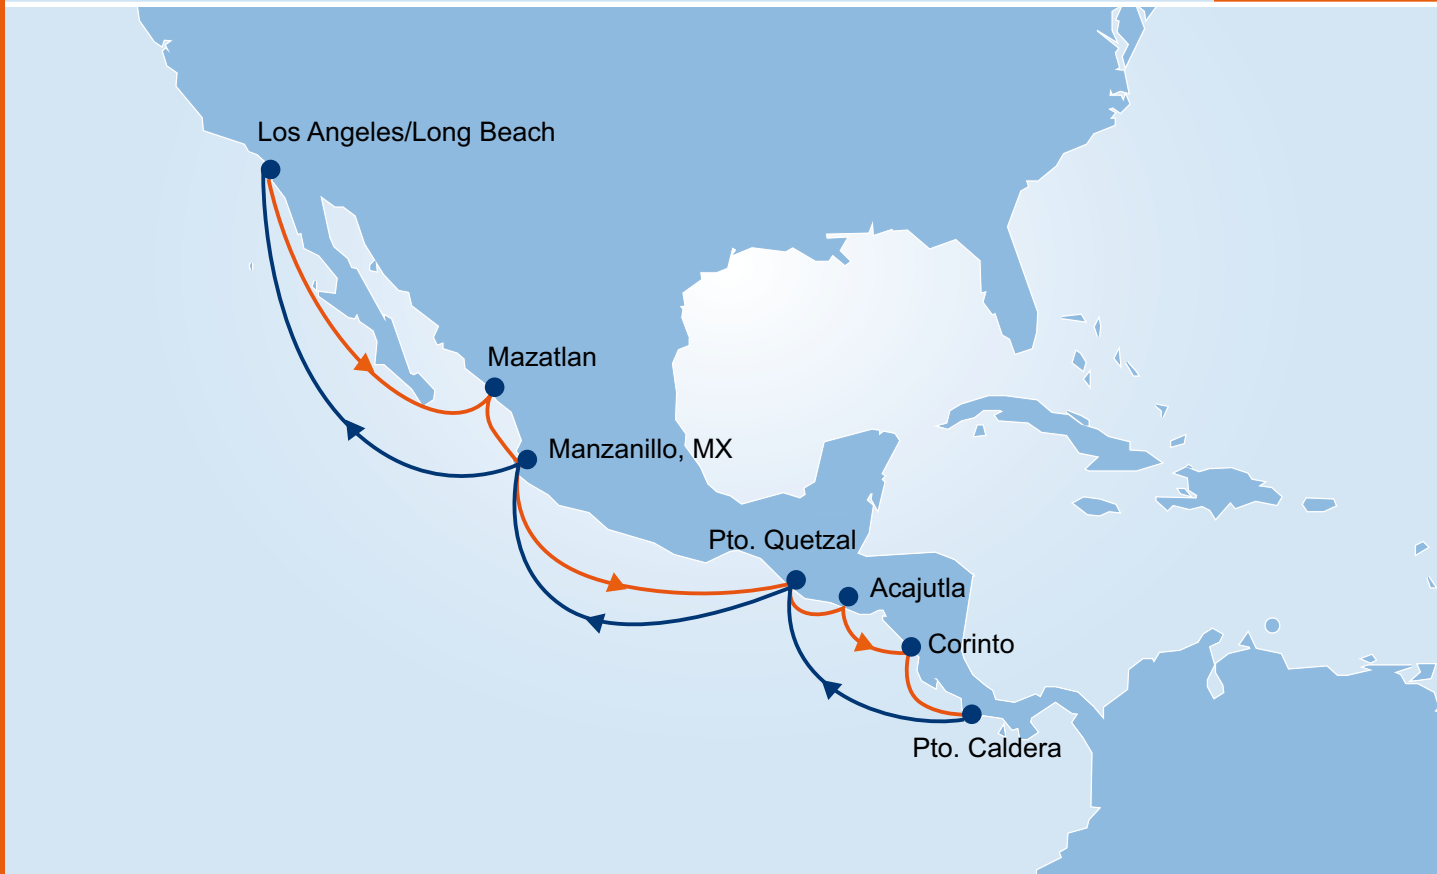 Los Angeles/Long Beach
Mazatlan
Manzanillo, MX
Pto. Quetzal
Acajutla
Corinto
Pto. Caldera